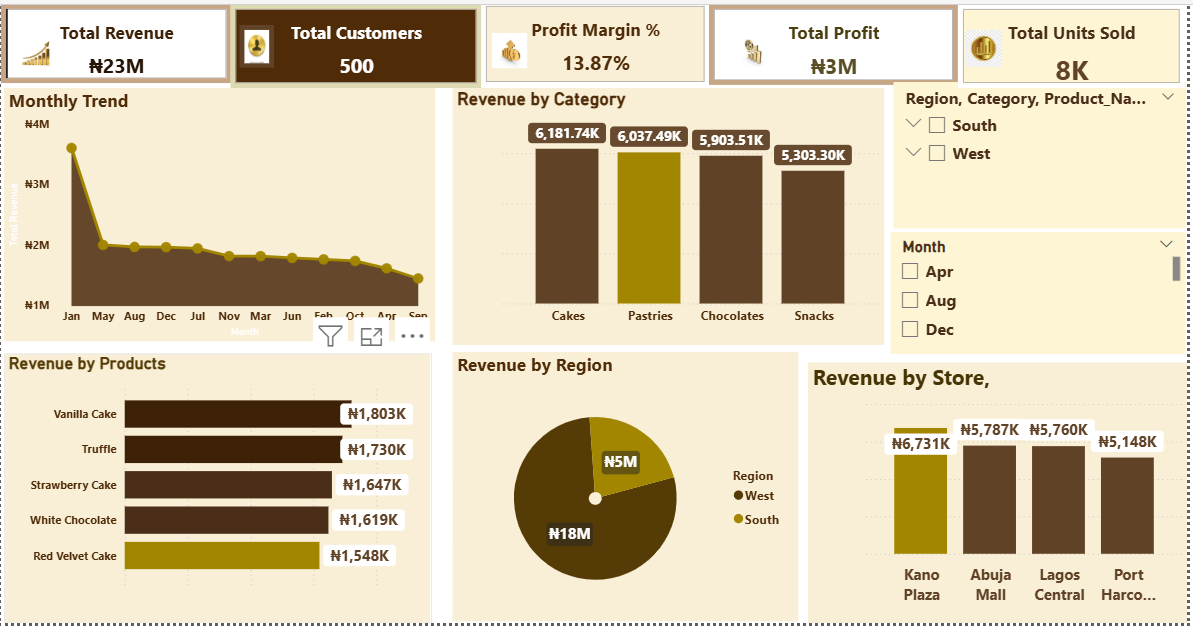 Total Revenue
₦23M
Total Customers
500
Profit Margin %
13.87%
Total Profit
₦3M
Total Units Sold
8K
Monthly Trend
₦4M
₦3M
₦2M
₦1M
Total Revenue
Jan May Aug Dec Jul Nov Mar Jun Feb Oct Apr Sep
Month
Revenue by Category
6,181.74K
6,037.49K
5,903.51K
5,303.30K
Cakes Pastries Chocolates Snacks
Region, Category, Product_Na...
South
West
Month
Apr
Aug
Dec
Revenue by Products
Vanilla Cake ₦1,803K
Truffle ₦1,730K
Strawberry Cake ₦1,647K
White Chocolate ₦1,619K
Red Velvet Cake ₦1,548K
Revenue by Region
₦5M
₦18M
Region
West
South
Revenue by Store,
₦6,731K
₦5,787K
₦5,760K
₦5,148K
Kano Plaza
Abuja Mall
Lagos Central
Port Harco...